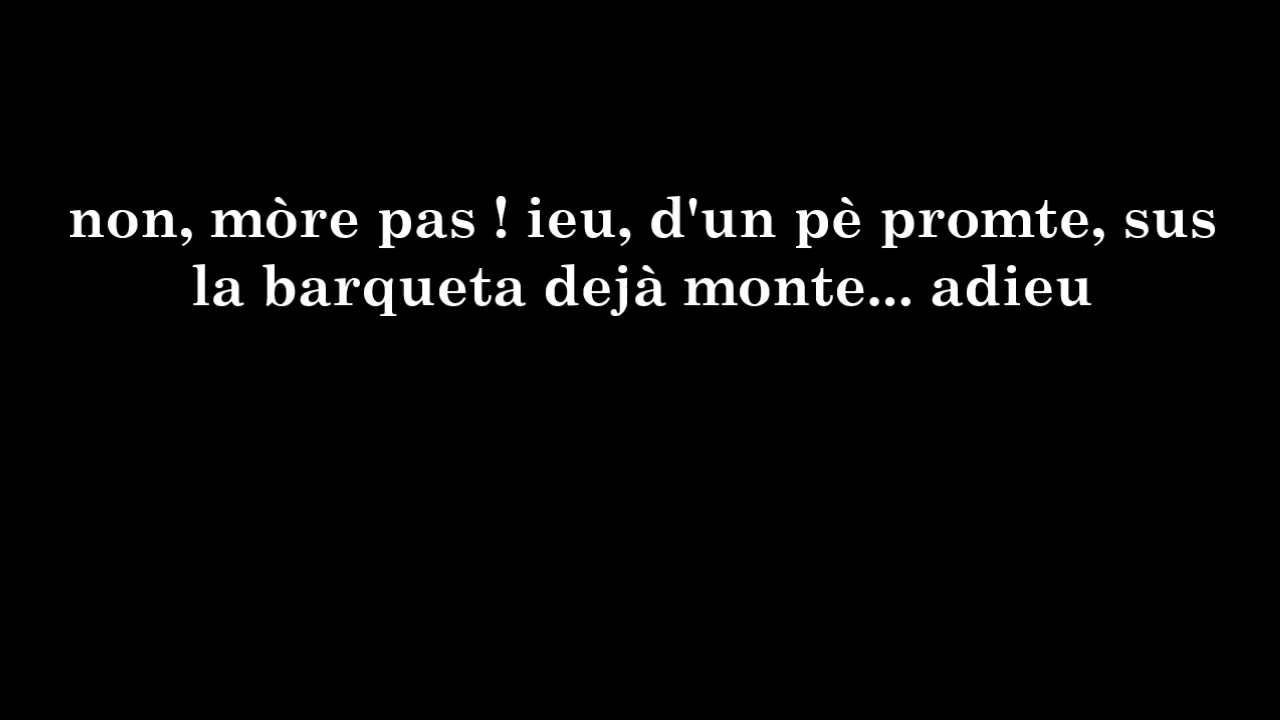 non, mòre pas ! ieu, d'un pè promte, sus
la barqueta dejà monte... adieu